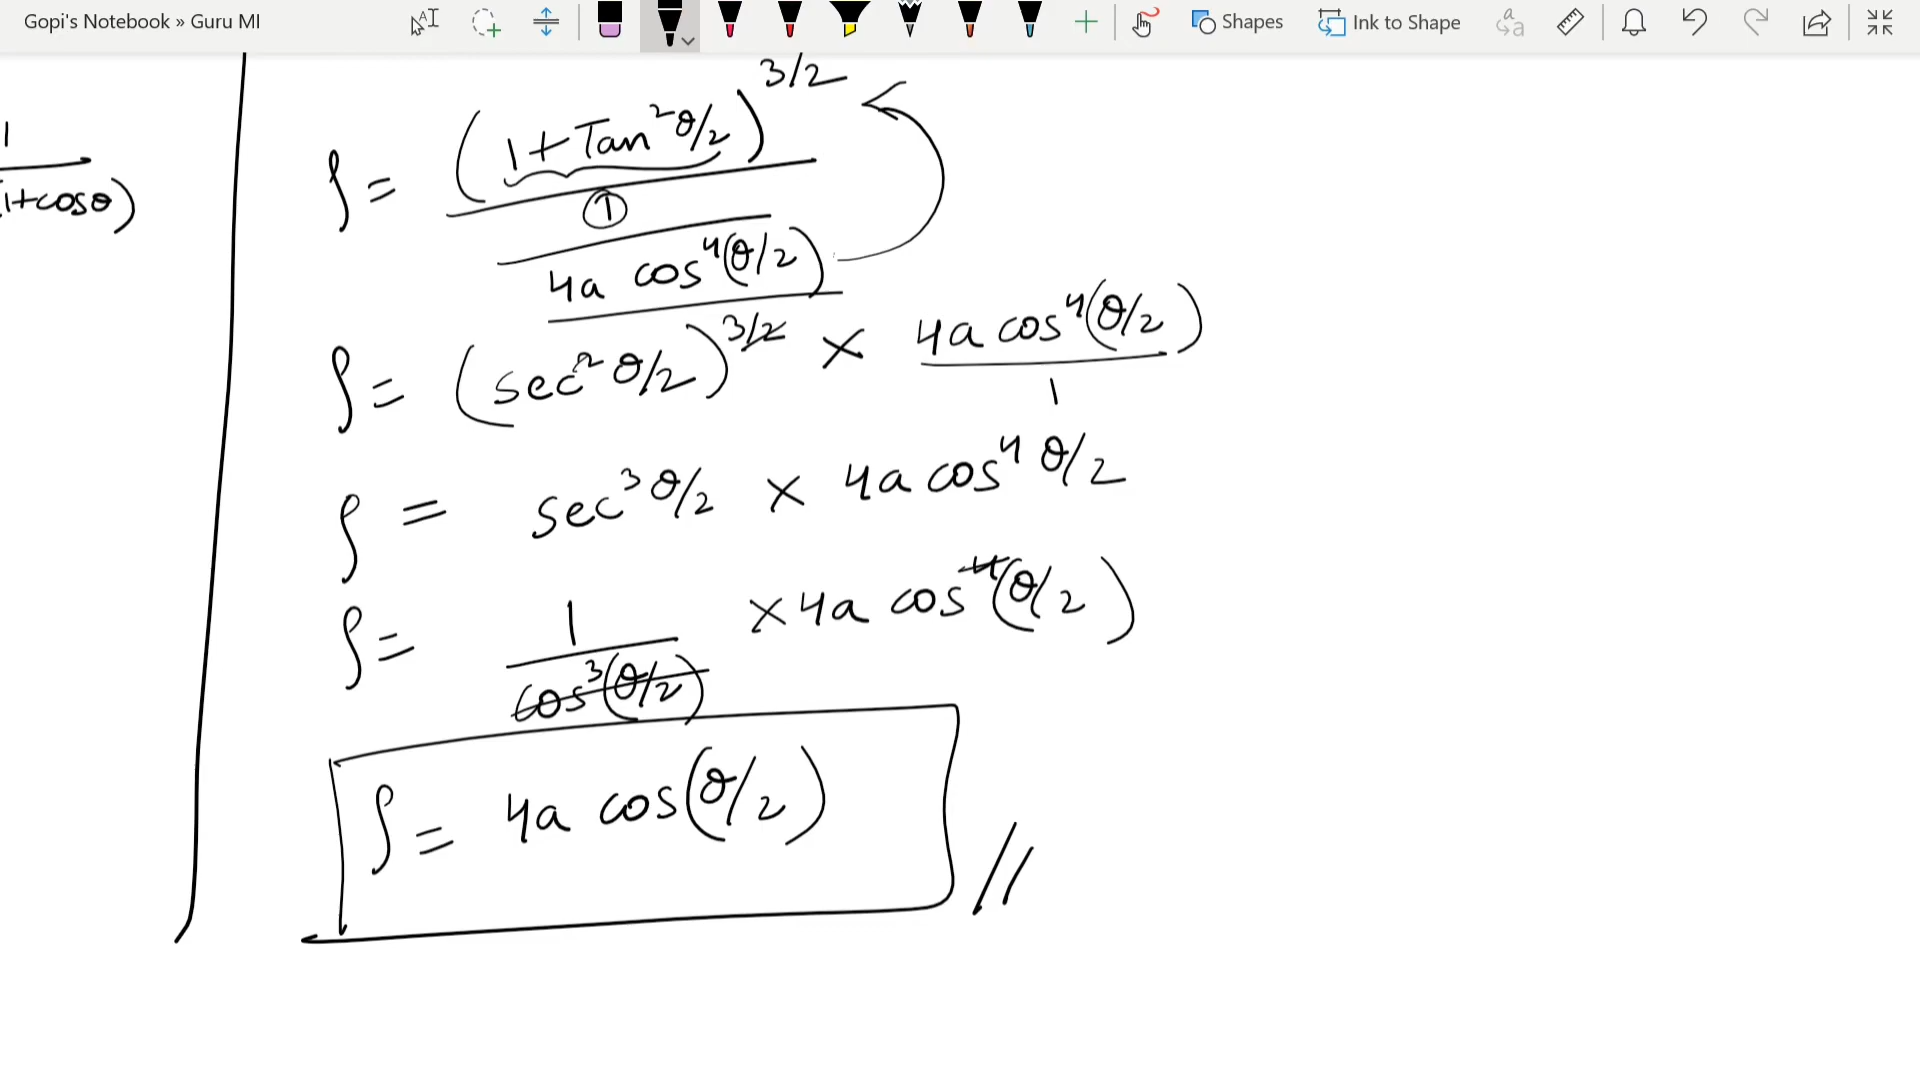 Gopi's Notebook » Guru MI
Shapes
Ink to Shape
1
(1+cosθ)
ρ = (1+Tan²θ/2)^3/2
①
4a cos⁴(θ/2)
ρ = (sec²θ/2)^3/2 × 4a cos⁴(θ/2)
1
ρ = sec³θ/2 × 4a cos⁴θ/2
ρ = 1 × 4a cos⁴(θ/2)
cos³(θ/2)
ρ = 4a cos(θ/2) //